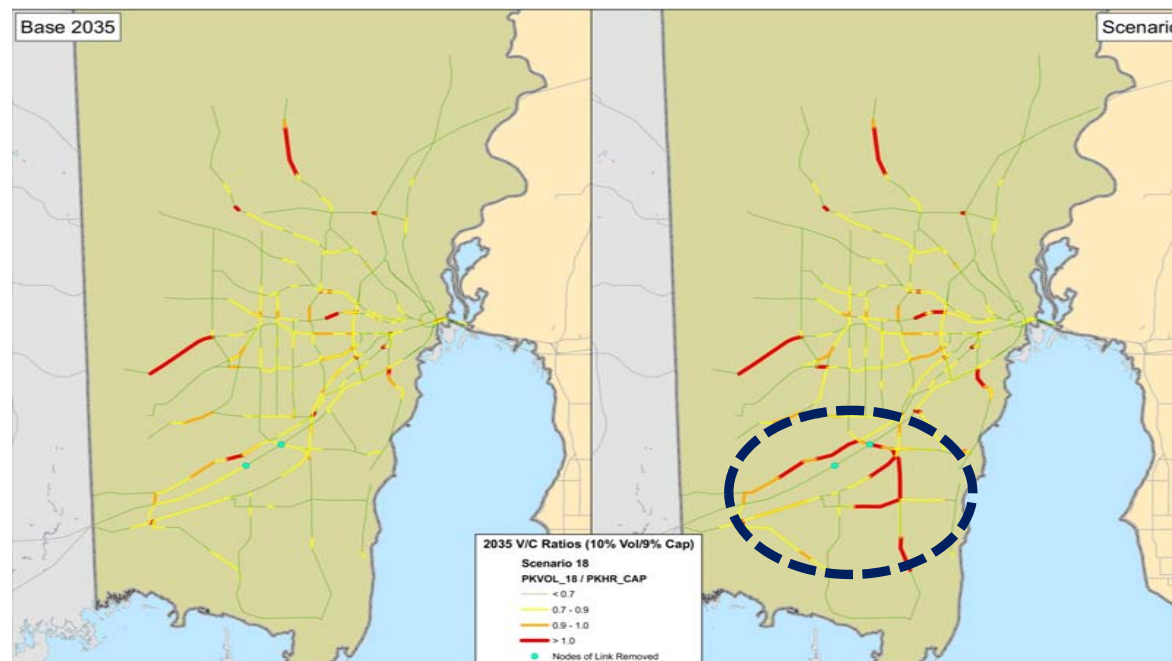 Base 2035
Scenario
2035 V/C Ratios (10% Vol/9% Cap)
Scenario 18
PKVOL_18 / PKHR_CAP
< 0.7
0.7 - 0.9
0.9 - 1.0
> 1.0
Nodes of Link Removed